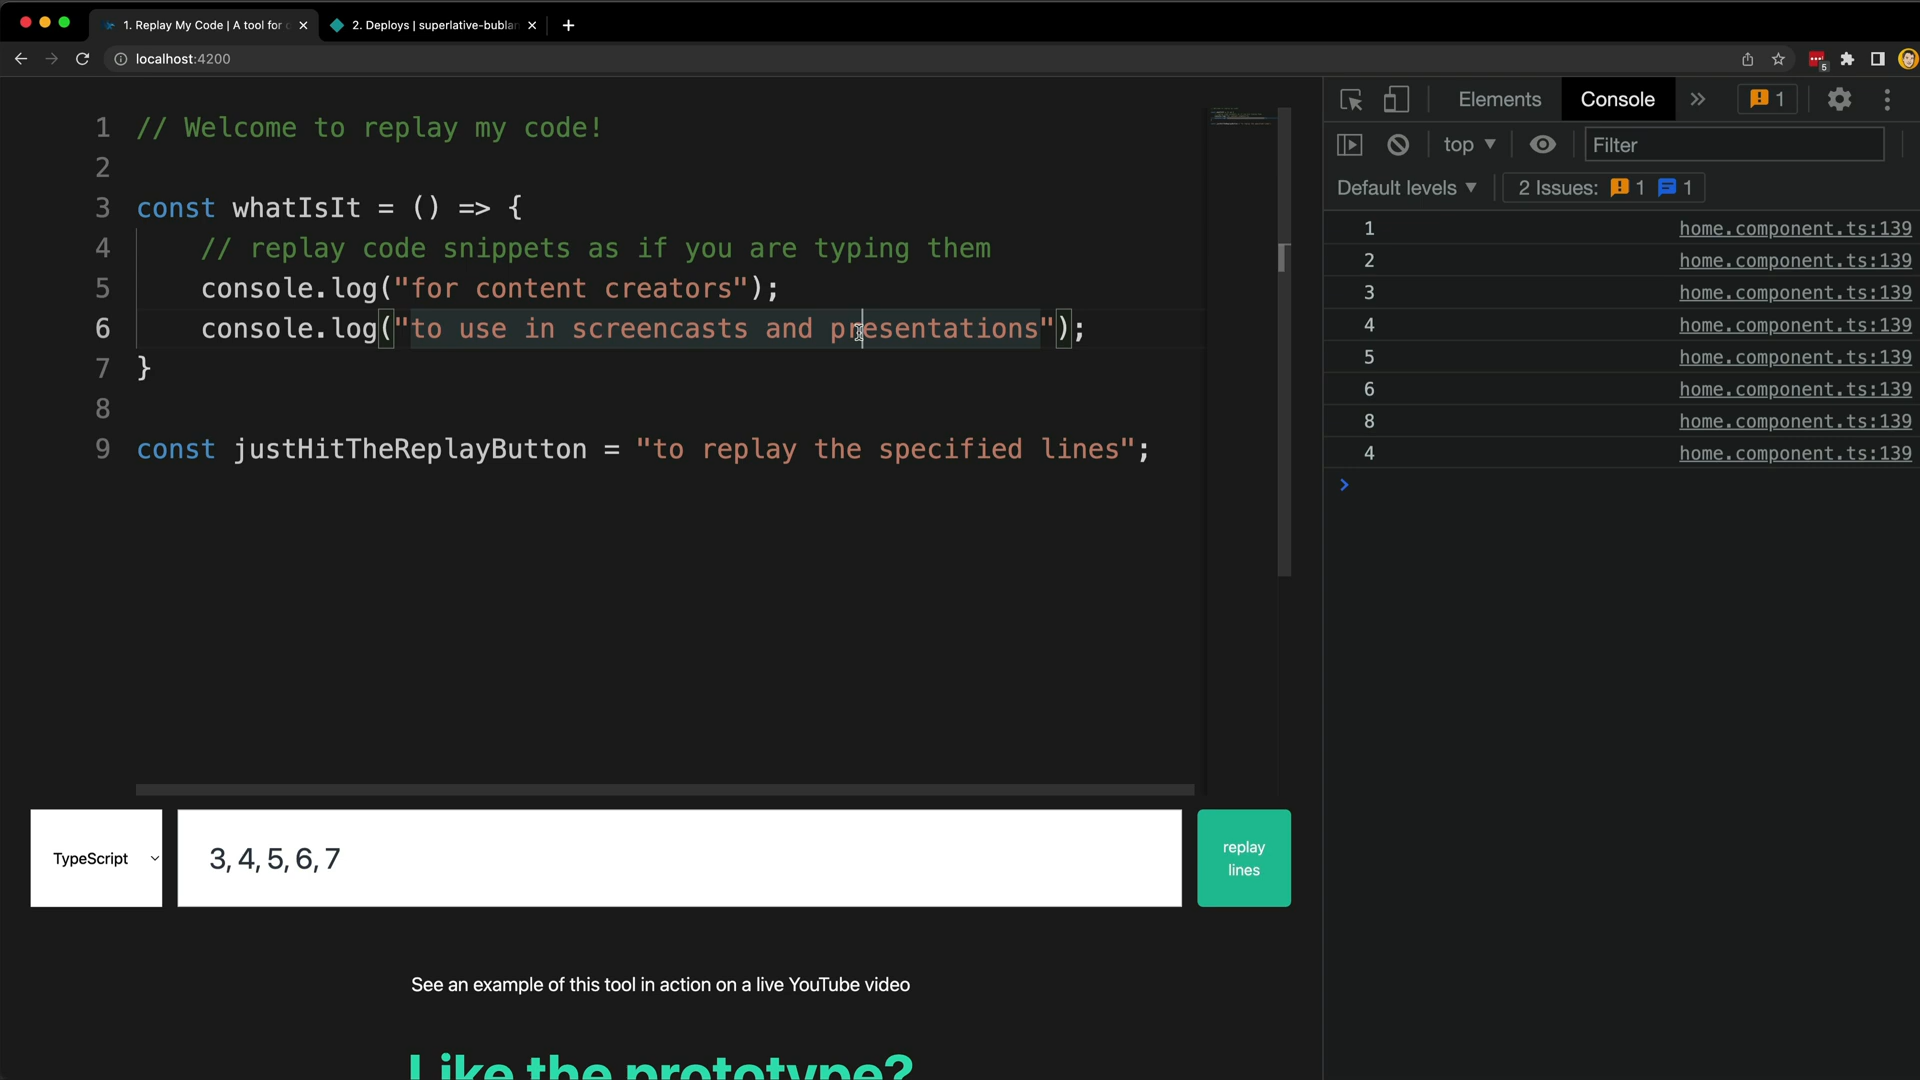 1. Replay My Code | A tool for c
2. Deploys | superlative-bublan
localhost:4200
5
1 // Welcome to replay my code!
2
3 const whatIsIt = () => {
4 // replay code snippets as if you are typing them
5 console.log("for content creators");
6 console.log("to use in screencasts and presentations");
7 }
8
9 const justHitTheReplayButton = "to replay the specified lines";
TypeScript
3, 4, 5, 6, 7
replay
lines
See an example of this tool in action on a live YouTube video
Like the prototype?
Elements Console 1
top Filter
Default levels 2 Issues: 1 1
1 home.component.ts:139
2 home.component.ts:139
3 home.component.ts:139
4 home.component.ts:139
5 home.component.ts:139
6 home.component.ts:139
8 home.component.ts:139
4 home.component.ts:139